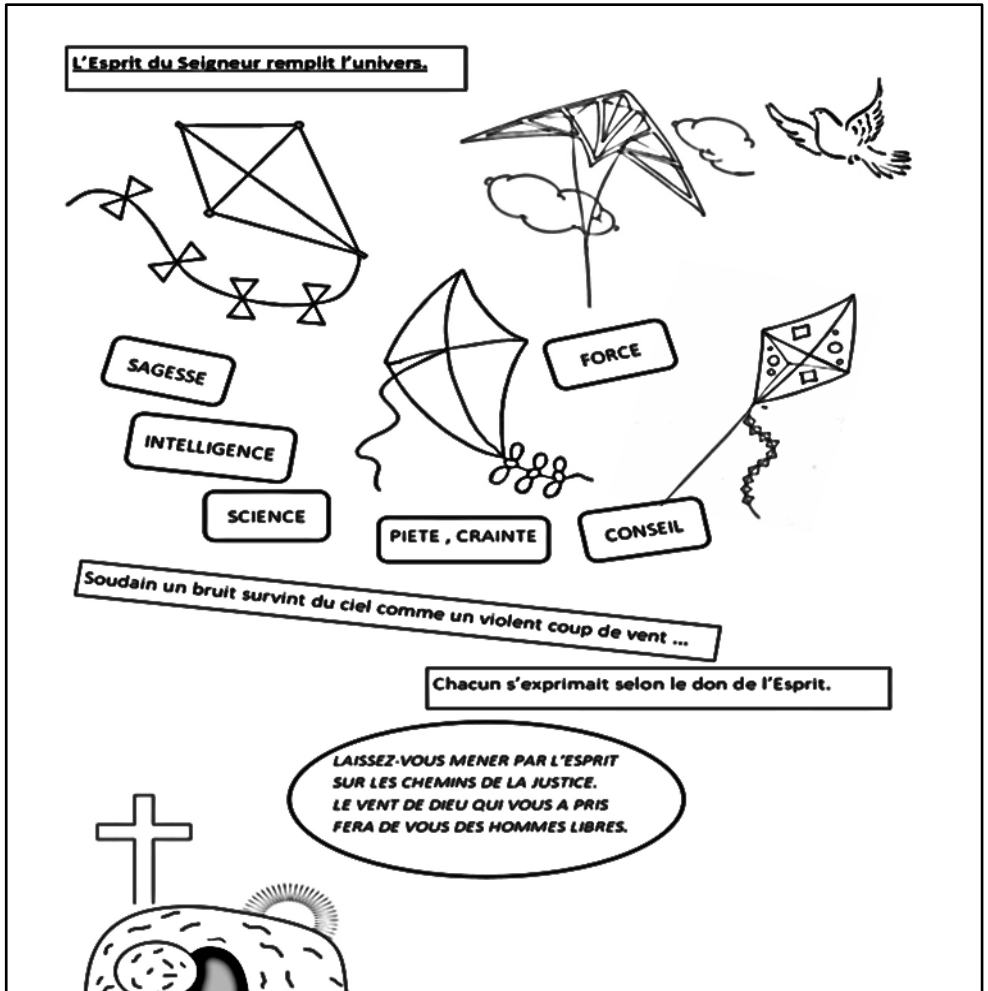 L'Esprit du Seigneur remplit l'univers.
FORCE
SAGESSE
INTELLIGENCE
SCIENCE
PIETE , CRAINTE
CONSEIL
Soudain un bruit survint du ciel comme un violent coup de vent ...
Chacun s'exprimait selon le don de l'Esprit.
LAISSEZ-VOUS MENER PAR L'ESPRIT
SUR LES CHEMINS DE LA JUSTICE.
LE VENT DE DIEU QUI VOUS A PRIS
FERA DE VOUS DES HOMMES LIBRES.